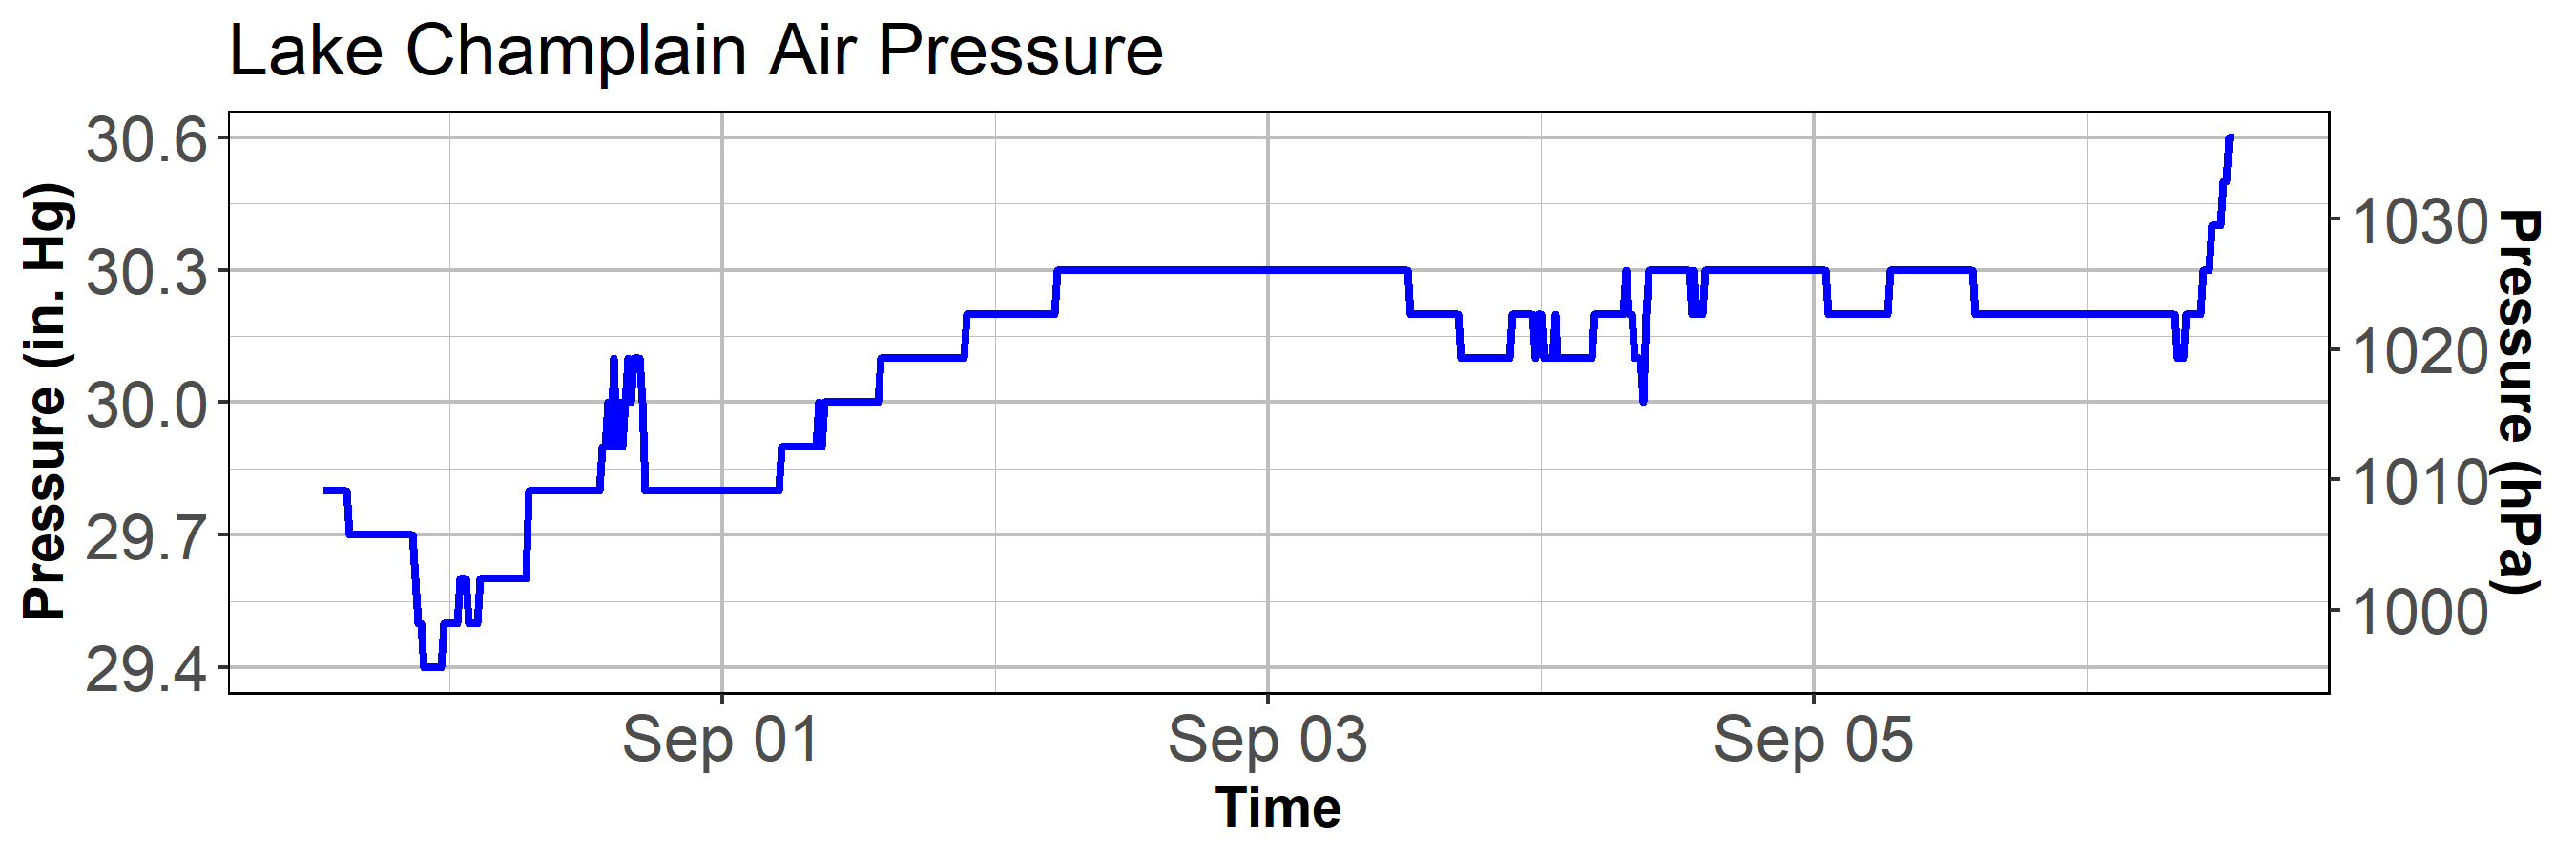 Lake Champlain Air Pressure
Pressure (in. Hg)
30.6
30.3
30.0
29.7
29.4
1030
1020
1010
1000
Pressure (hPa)
Sep 01 Sep 03 Sep 05
Time